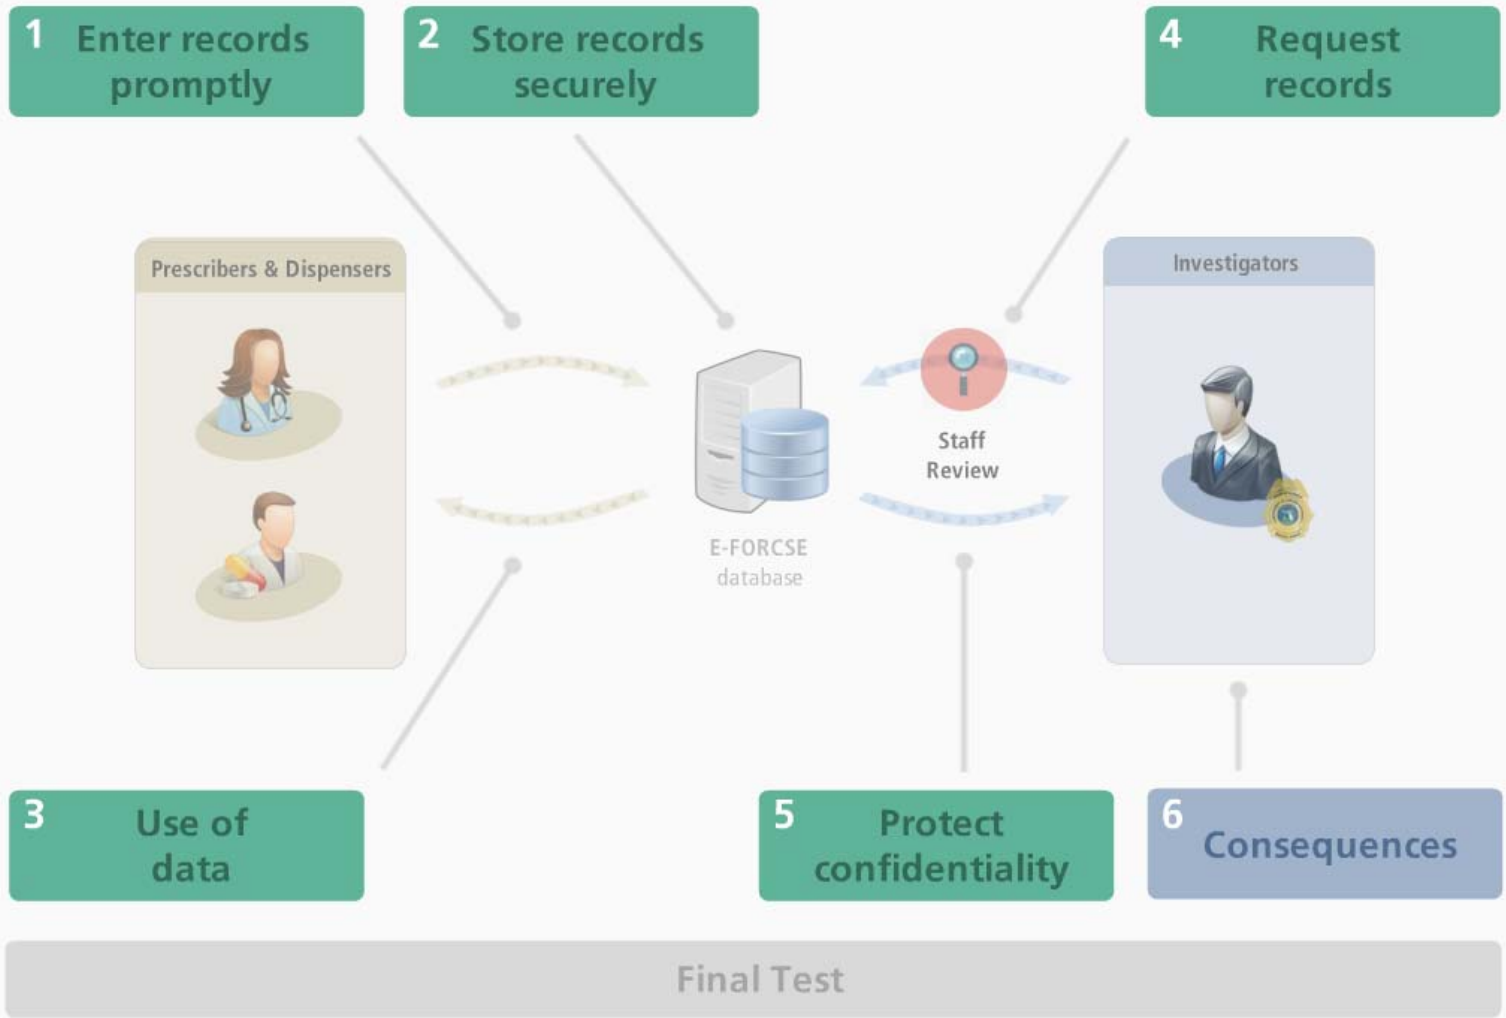 1 Enter records
promptly
2 Store records
securely
4 Request
records
Prescribers & Dispensers
Investigators
Staff
Review
E-FORCSE
database
3 Use of
data
5 Protect
confidentiality
6 Consequences
Final Test